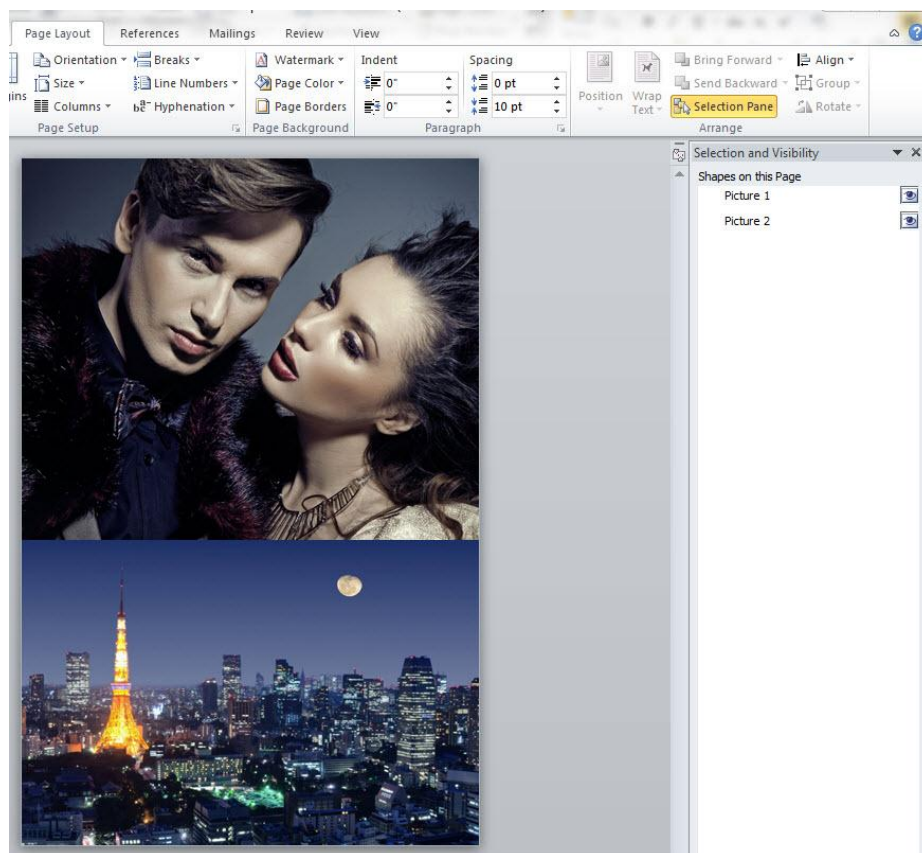 Page Layout References Mailings Review View
Orientation Breaks Watermark Indent Spacing Bring Forward Align
Size Line Numbers Page Color 0" 0 pt Position Wrap Text Send Backward Group
Columns Hyphenation Page Borders 0" 10 pt Selection Pane Rotate
Page Setup Page Background Paragraph Arrange
Selection and Visibility
Shapes on this Page
Picture 1
Picture 2